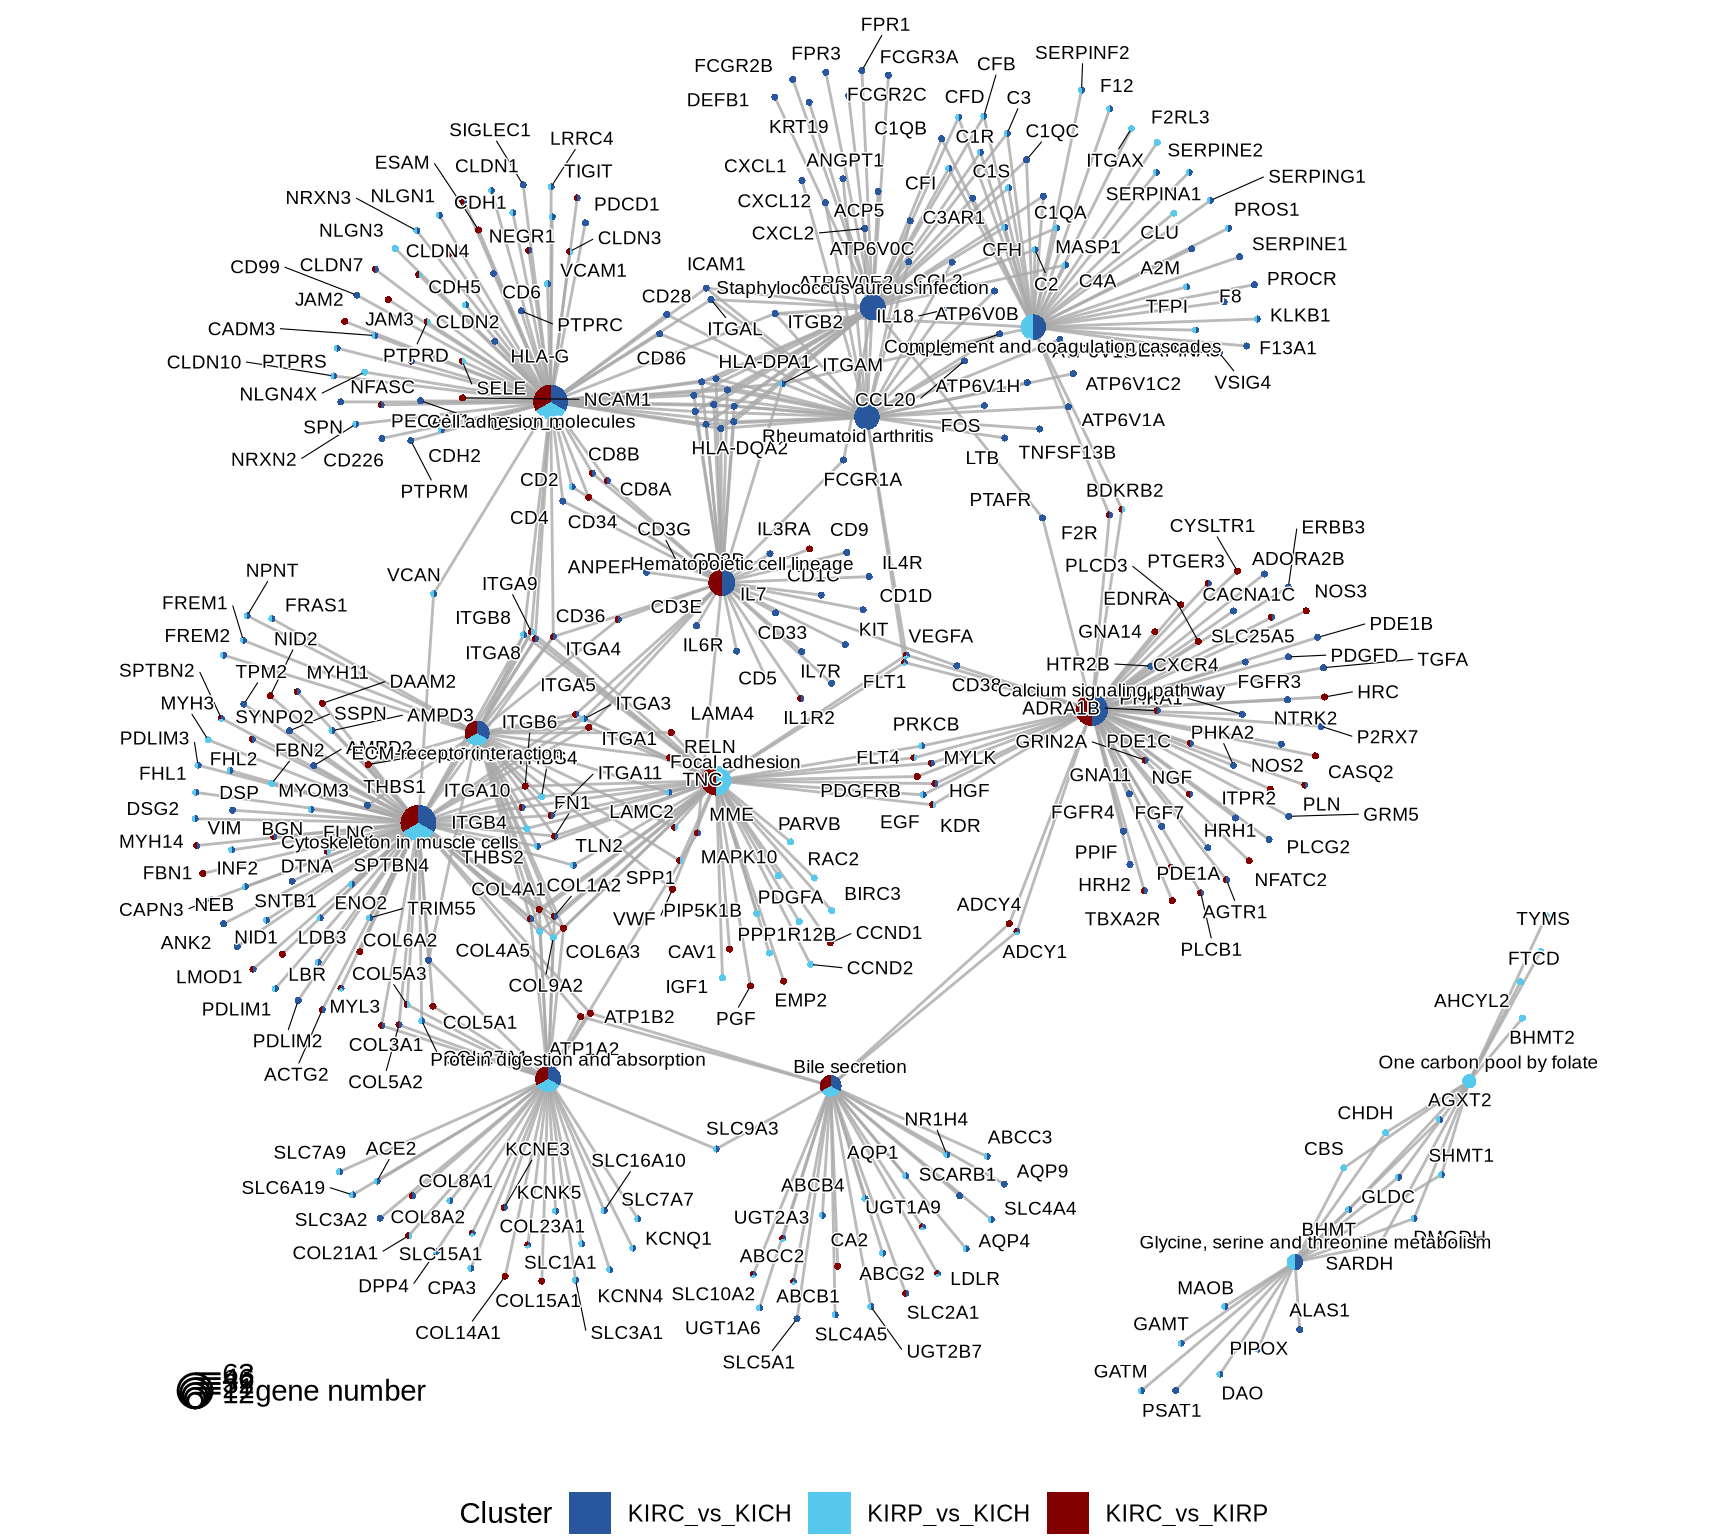 FPR1
FPR3
FCGR3A
SERPINF2
FCGR2B
CFB
DEFB1
FCGR2C
CFD
C3
F12
SIGLEC1
LRRC4
KRT19
C1QB
C1R
C1QC
F2RL3
ESAM
CLDN1
TIGIT
CXCL1
ANGPT1
C1S
ITGAX
SERPINE2
NRXN3
NLGN1
CDH1
PDCD1
CXCL12
ACP5
CFI
SERPINA1
SERPING1
NLGN3
CLDN4
NEGR1
CLDN3
CXCL2
C3AR1
C1QA
CLU
PROS1
CD99
CLDN7
VCAM1
ICAM1
ATP6V0C
CFH
MASP1
SERPINE1
JAM2
CDH5
CD6
CD28
Staphylococcus aureus infection
C2
C4A
A2M
PROCR
CADM3
JAM3
CLDN2
PTPRC
ITGAL
ITGB2
IL18
ATP6V0B
TFPI
F8
KLKB1
CLDN10
PTPRS
PTPRD
HLA-G
CD86
HLA-DPA1
ITGAM
Complement and coagulation cascades
F13A1
NLGN4X
NFASC
SELE
NCAM1
CCL20
ATP6V1H
ATP6V1C2
VSIG4
SPN
Cell adhesion molecules
Rheumatoid arthritis
FOS
ATP6V1A
NRXN2
CD226
CDH2
CD8B
HLA-DQA2
LTB
TNFSF13B
PTPRM
CD2
CD8A
FCGR1A
PTAFR
BDKRB2
CD4
CD34
CD3G
IL3RA
CD9
F2R
CYSLTR1
ERBB3
NPNT
VCAN
ITGA9
ANPEP
Hematopoietic cell lineage
IL4R
PLCD3
PTGER3
ADORA2B
FREM1
FRAS1
ITGB8
CD36
CD3E
IL7
CD1C
CD1D
EDNRA
CACNA1C
NOS3
FREM2
NID2
ITGA8
ITGA4
IL6R
CD33
KIT
VEGFA
GNA14
SLC25A5
PDE1B
SPTBN2
TPM2
MYH11
DAAM2
ITGA5
CD5
IL7R
FLT1
HTR2B
CXCR4
PDGFD
TGFA
MYH3
SYNPO2
SSPN
AMPD3
ITGB6
ITGA3
LAMA4
IL1R2
CD38
Calcium signaling pathway
FGFR3
HRC
PDLIM3
FHL2
FBN2
ITGA1
RELN
PRKCB
ADRA1B
NTRK2
P2RX7
FHL1
ECM-receptor interaction
Focal adhesion
FLT4
MYLK
GRIN2A
PDE1C
PHKA2
DSP
MYOM3
THBS1
ITGA10
ITGA11
TNC
PDGFRB
HGF
GNA11
NGF
NOS2
CASQ2
DSG2
VIM
BGN
FLNC
ITGB4
FN1
LAMC2
MME
EGF
KDR
FGFR4
FGF7
ITPR2
PLN
GRM5
MYH14
Cytoskeleton in muscle cells
THBS2
TLN2
PARVB
HRH1
PLCG2
FBN1
INF2
DTNA
SPTBN4
SPP1
MAPK10
RAC2
PPIF
PDE1A
NFATC2
CAPN3
NEB
SNTB1
ENO2
TRIM55
COL4A1
COL1A2
VWF
PIP5K1B
PDGFA
BIRC3
HRH2
AGTR1
ANK2
NID1
LDB3
COL6A2
COL4A5
COL6A3
CAV1
PPP1R12B
CCND1
ADCY4
TBXA2R
PLCB1
TYMS
LMOD1
LBR
COL5A3
COL9A2
IGF1
EMP2
CCND2
ADCY1
FTCD
PDLIM1
MYL3
COL5A1
ATP1B2
PGF
AHCYL2
PDLIM2
COL3A1
ATP1A2
BHMT2
ACTG2
COL5A2
Protein digestion and absorption
Bile secretion
One carbon pool by folate
SLC7A9
ACE2
KCNE3
SLC9A3
NR1H4
ABCC3
CHDH
AGXT2
SLC6A19
COL8A1
SLC16A10
AQP1
SCARB1
AQP9
CBS
SHMT1
SLC3A2
COL8A2
KCNK5
SLC7A7
ABCB4
UGT1A9
SLC4A4
GLDC
COL21A1
SLC15A1
COL23A1
KCNQ1
UGT2A3
CA2
AQP4
BHMT
DPP4
CPA3
SLC1A1
ABCC2
ABCG2
LDLR
Glycine, serine and threonine metabolism
SARDH
COL15A1
KCNN4
SLC10A2
ABCB1
SLC2A1
MAOB
ALAS1
COL14A1
SLC3A1
UGT1A6
SLC4A5
UGT2B7
GAMT
PIPOX
SLC5A1
GATM
DAO
PSAT1
gene number
Cluster
KIRC_vs_KICH
KIRP_vs_KICH
KIRC_vs_KIRP